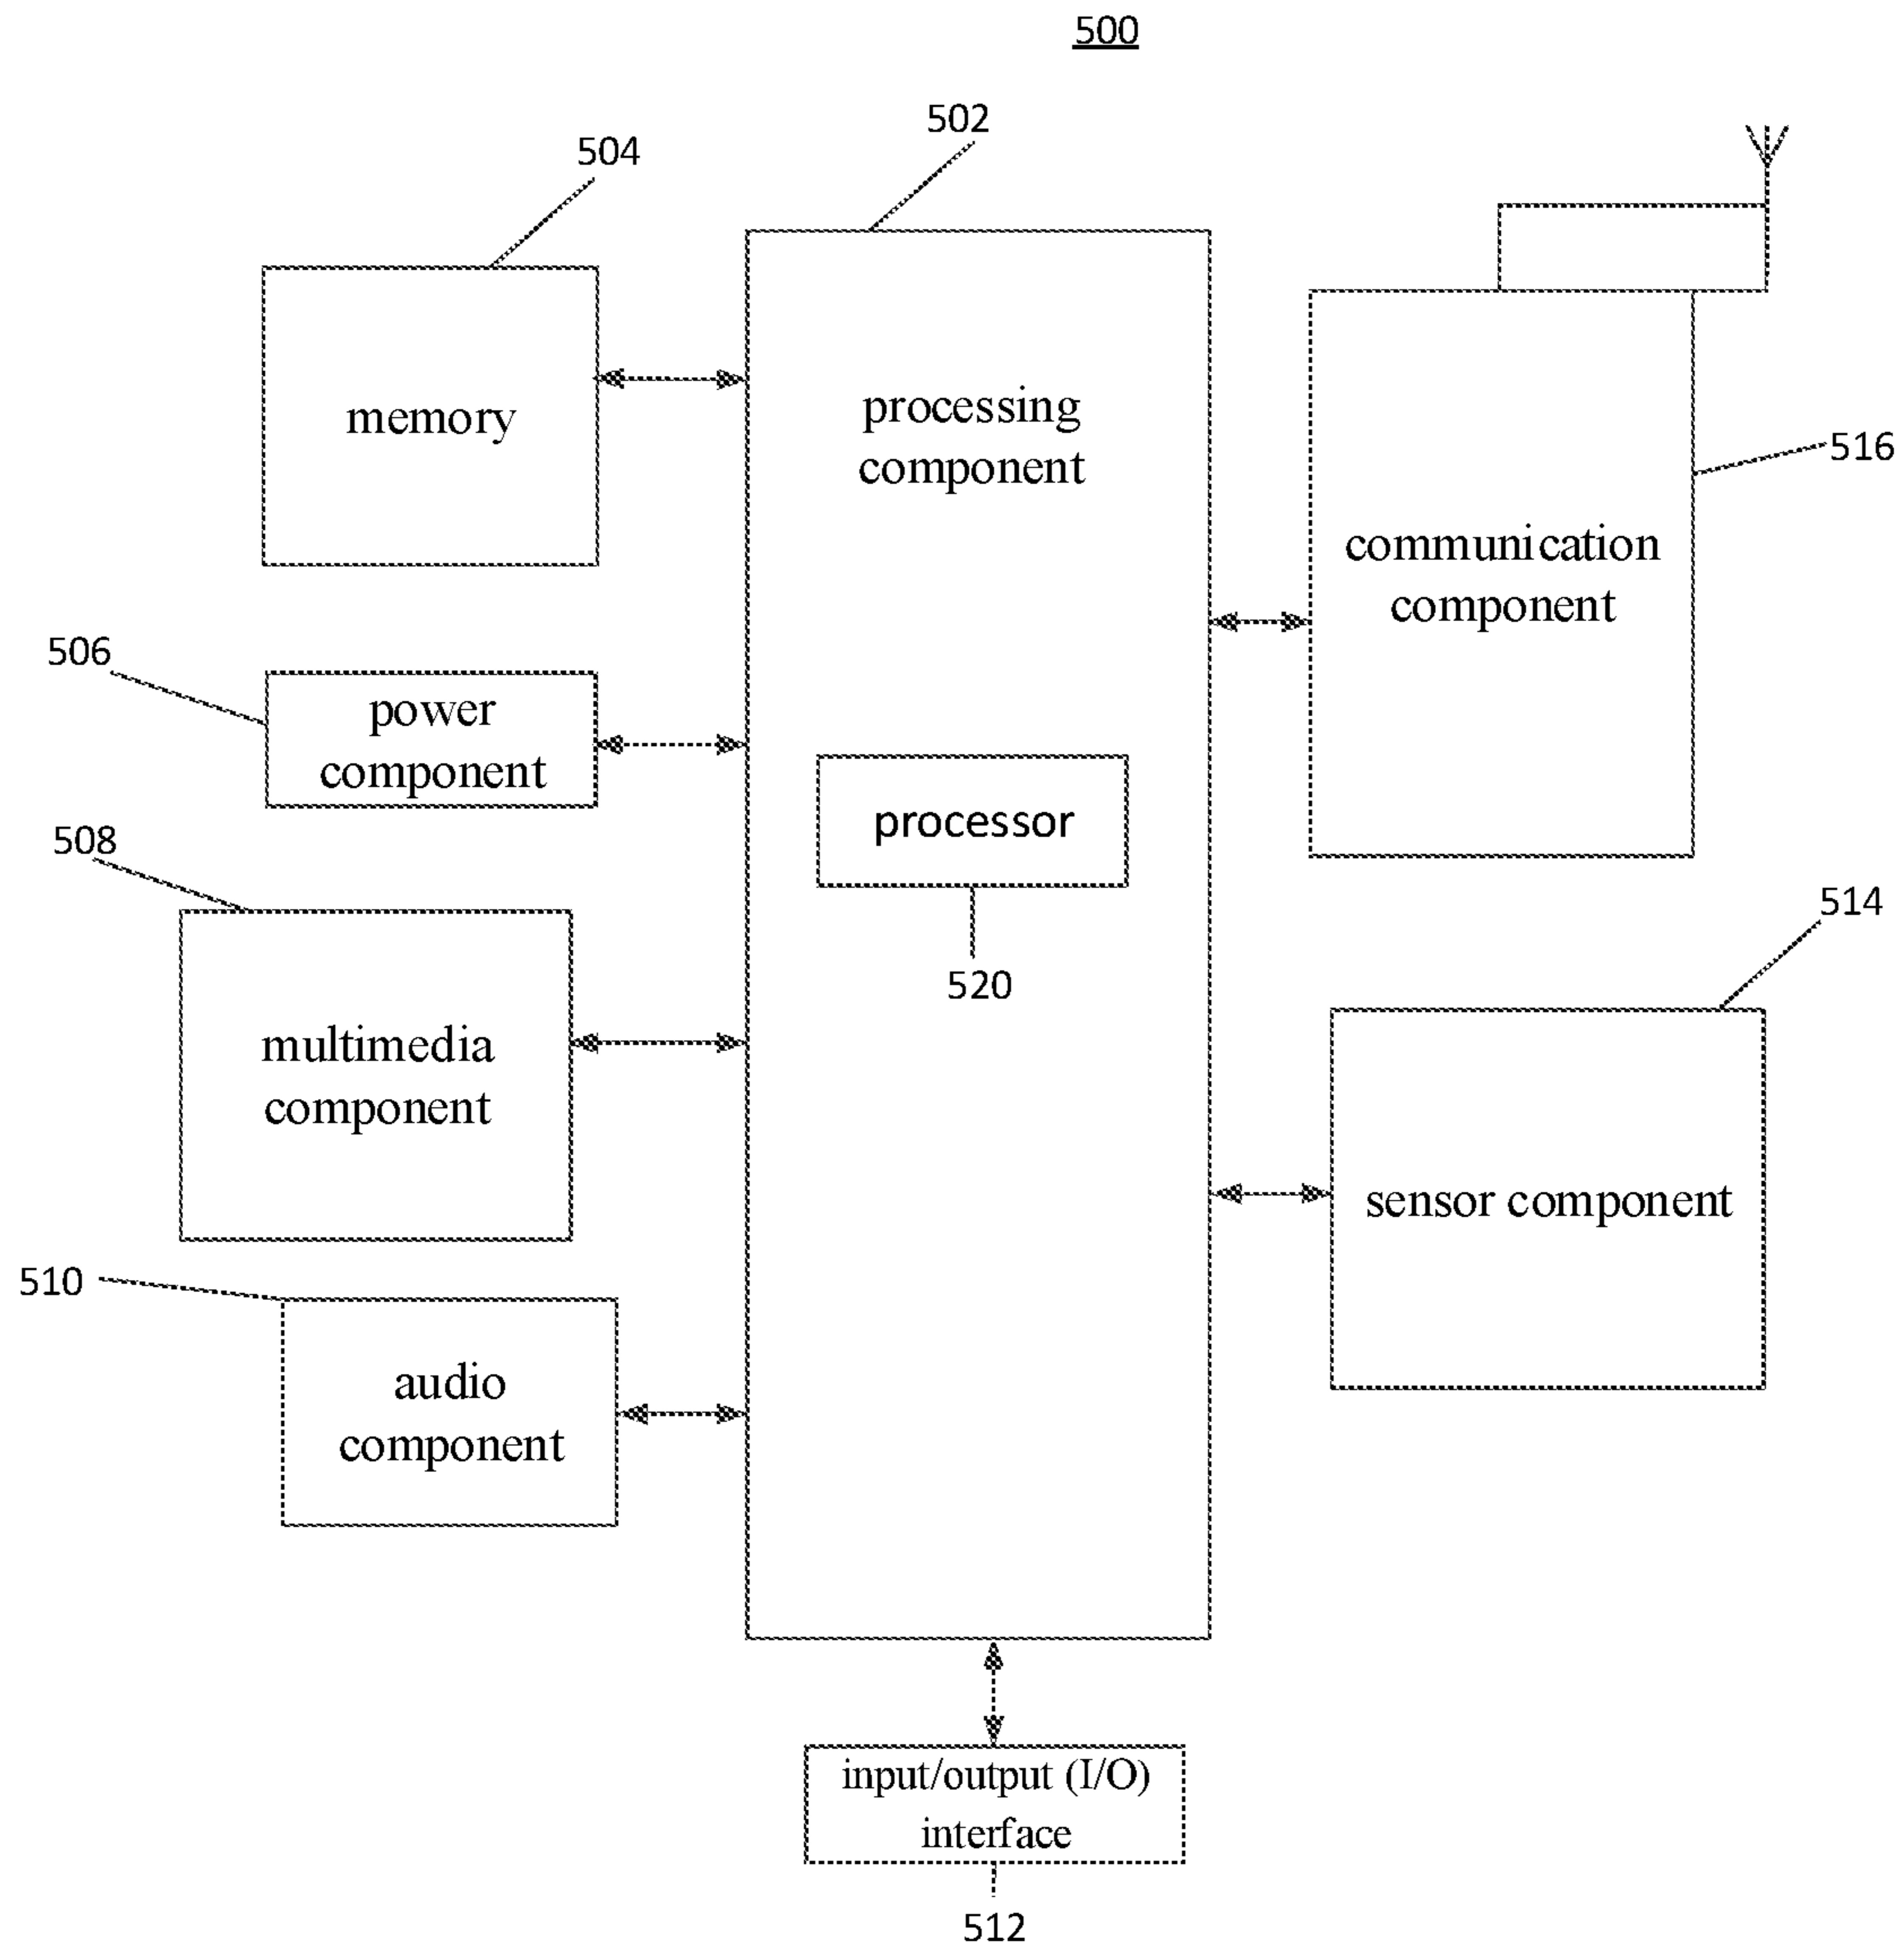 500
502
504
memory
processing
component
516
communication
component
506
power
component
processor
520
508
multimedia
component
514
sensor component
510
audio
component
input/output (I/O)
interface
512